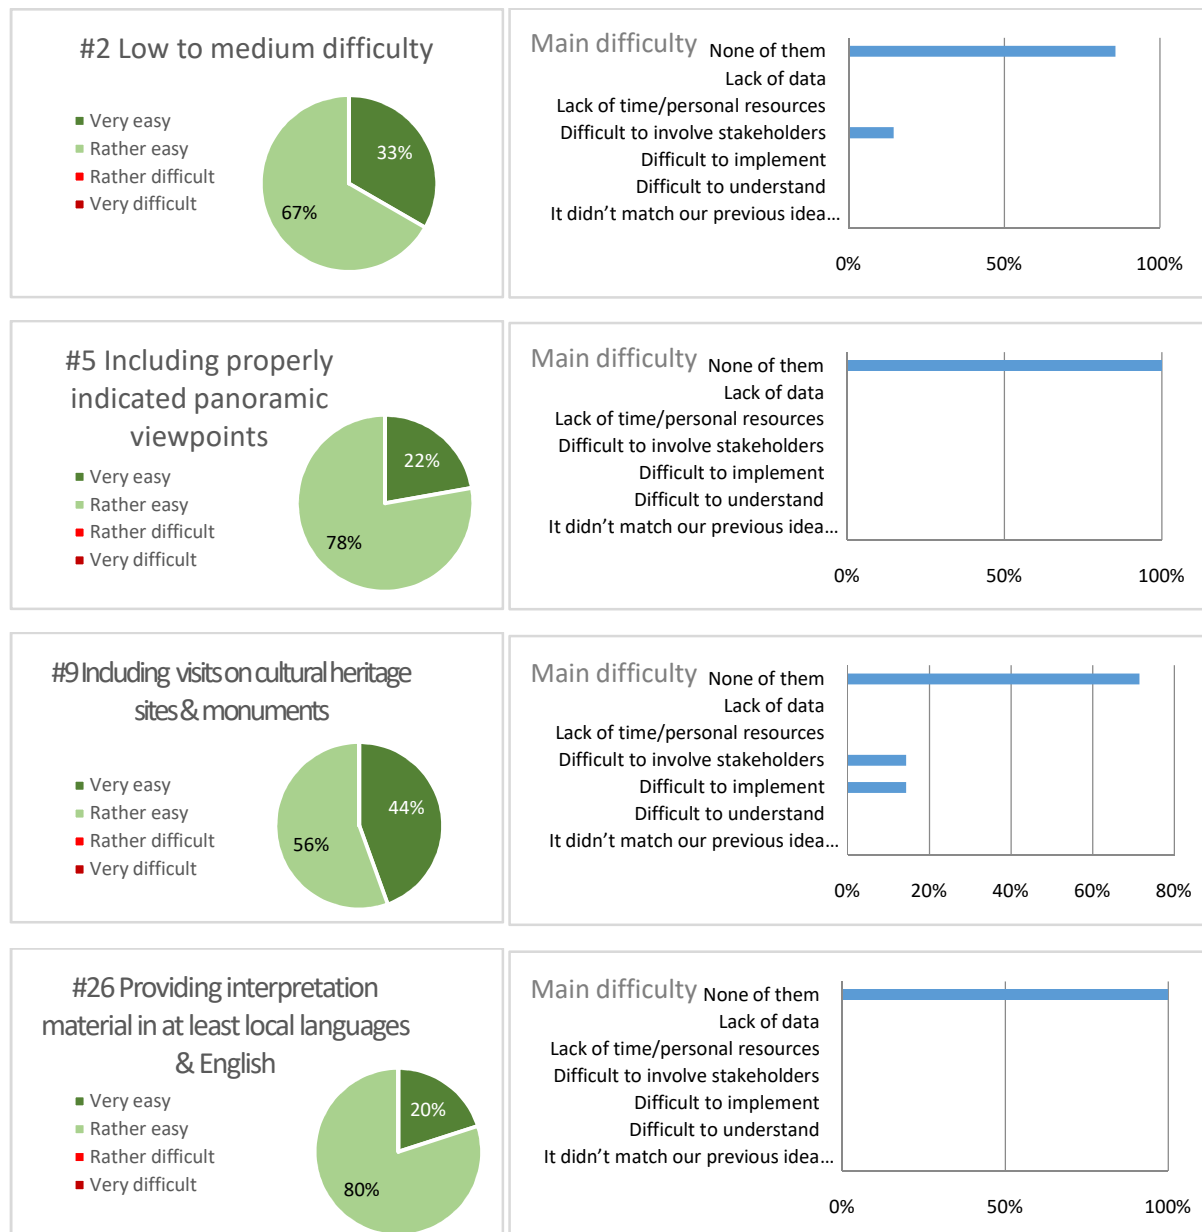 #2 Low to medium difficulty
Very easy
Rather easy
Rather difficult
Very difficult
33%
67%
Main difficulty
None of them
Lack of data
Lack of time/personal resources
Difficult to involve stakeholders
Difficult to implement
Difficult to understand
It didn’t match our previous idea…
0% 50% 100%
#5 Including properly
indicated panoramic
viewpoints
Very easy
Rather easy
Rather difficult
Very difficult
22%
78%
Main difficulty
None of them
Lack of data
Lack of time/personal resources
Difficult to involve stakeholders
Difficult to implement
Difficult to understand
It didn’t match our previous idea…
0% 50% 100%
#9 Including visits on cultural heritage
sites & monuments
Very easy
Rather easy
Rather difficult
Very difficult
44%
56%
Main difficulty
None of them
Lack of data
Lack of time/personal resources
Difficult to involve stakeholders
Difficult to implement
Difficult to understand
It didn’t match our previous idea…
0% 20% 40% 60% 80%
#26 Providing interpretation
material in at least local languages
& English
Very easy
Rather easy
Rather difficult
Very difficult
20%
80%
Main difficulty
None of them
Lack of data
Lack of time/personal resources
Difficult to involve stakeholders
Difficult to implement
Difficult to understand
It didn’t match our previous idea…
0% 50% 100%